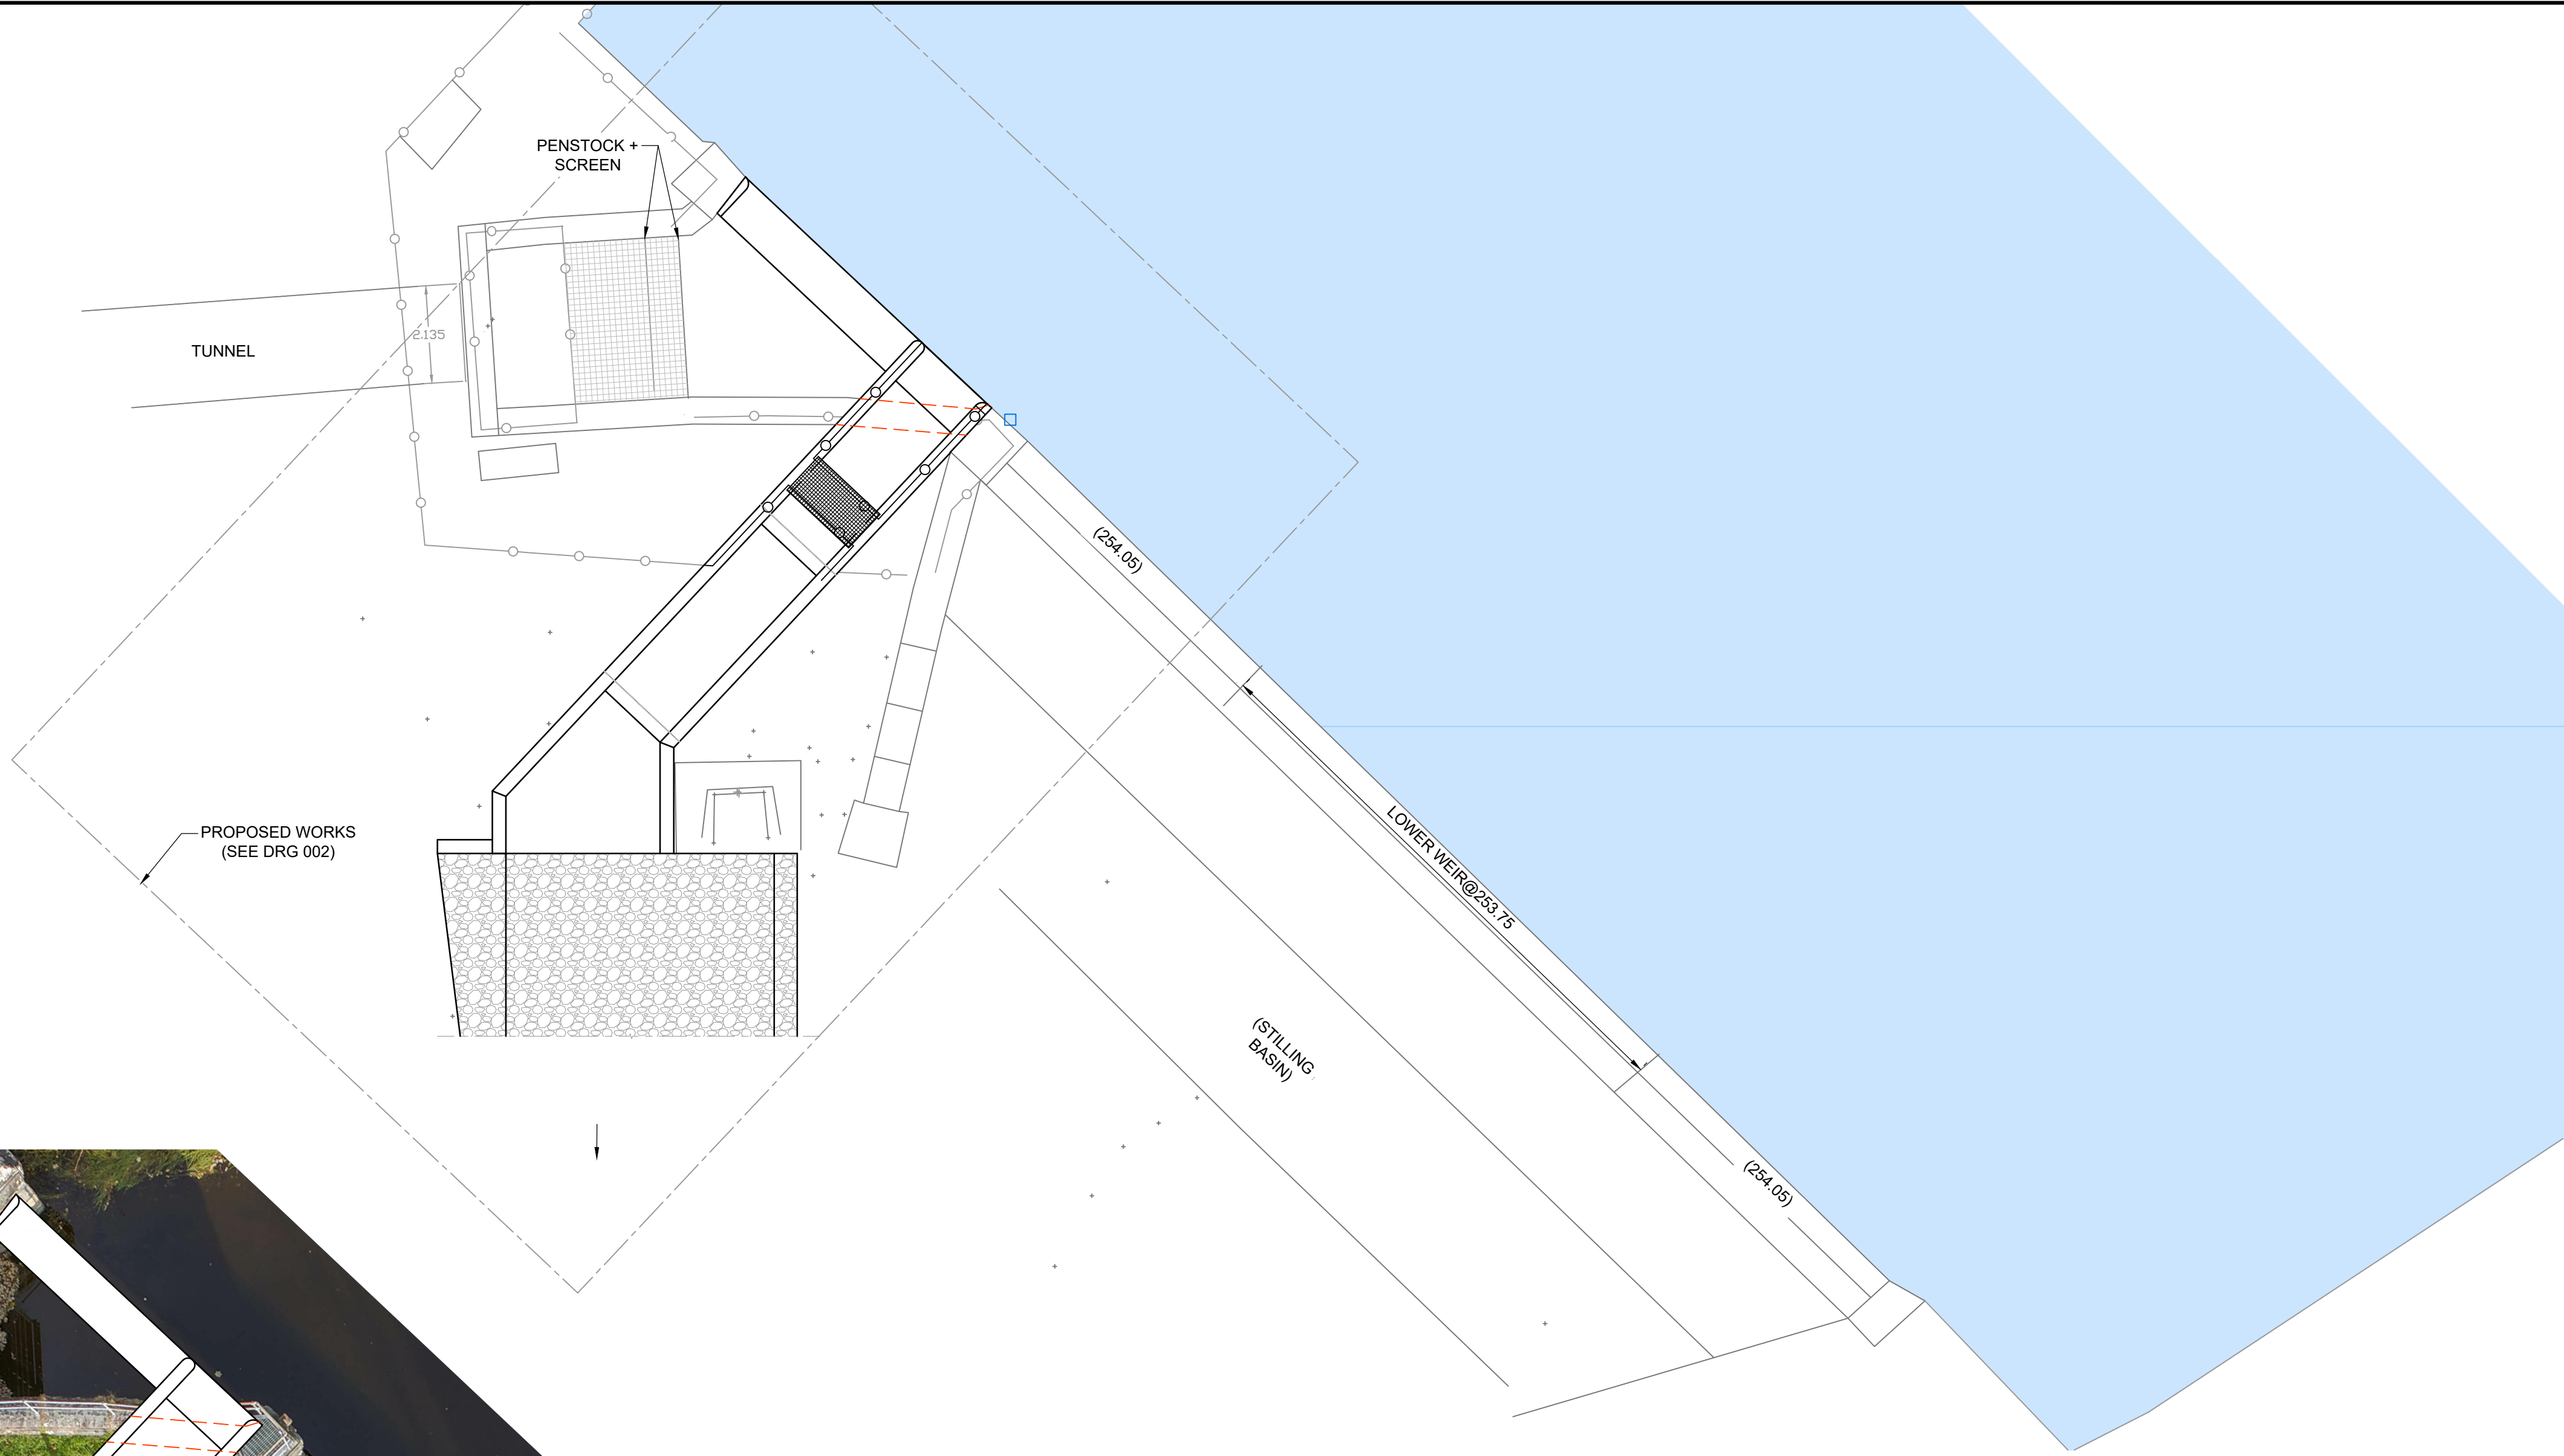 PENSTOCK +
SCREEN
2.135
TUNNEL
(254.05)
LOWER WEIR@253.75
PROPOSED WORKS
(SEE DRG 002)
(STILLING
BASIN)
(254.05)